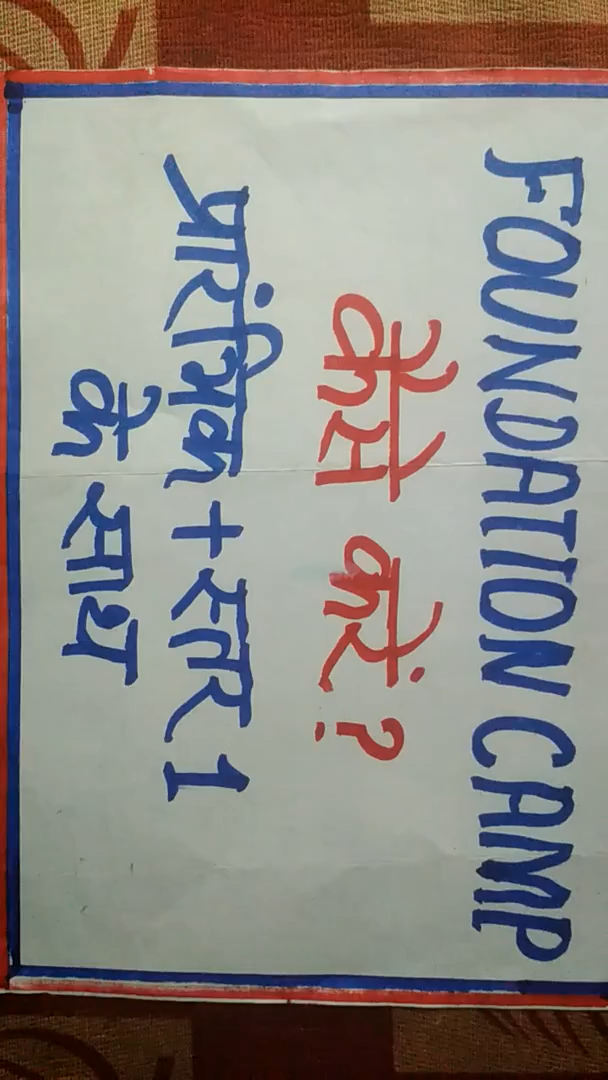 FOUNDATION CAMP
कैसे करें?
प्रारंभिक + स्तर 1
के साथ